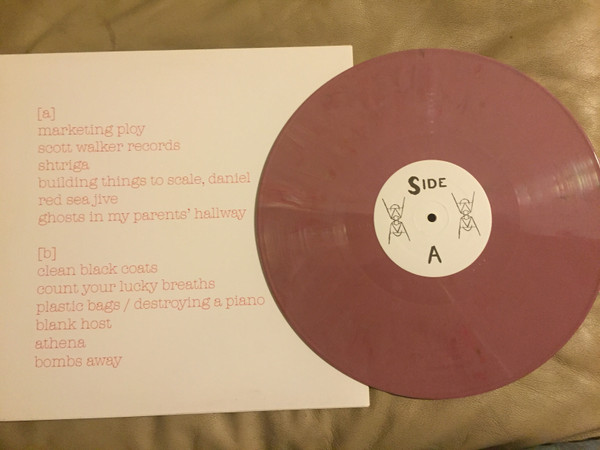 [a]
marketing ploy
scott walker records
shtriga
building things to scale, daniel
red sea jive
ghosts in my parents' hallway
[b]
clean black coats
count your lucky breaths
plastic bags / destroying a piano
blank host
athena
bombs away
SIDE
A